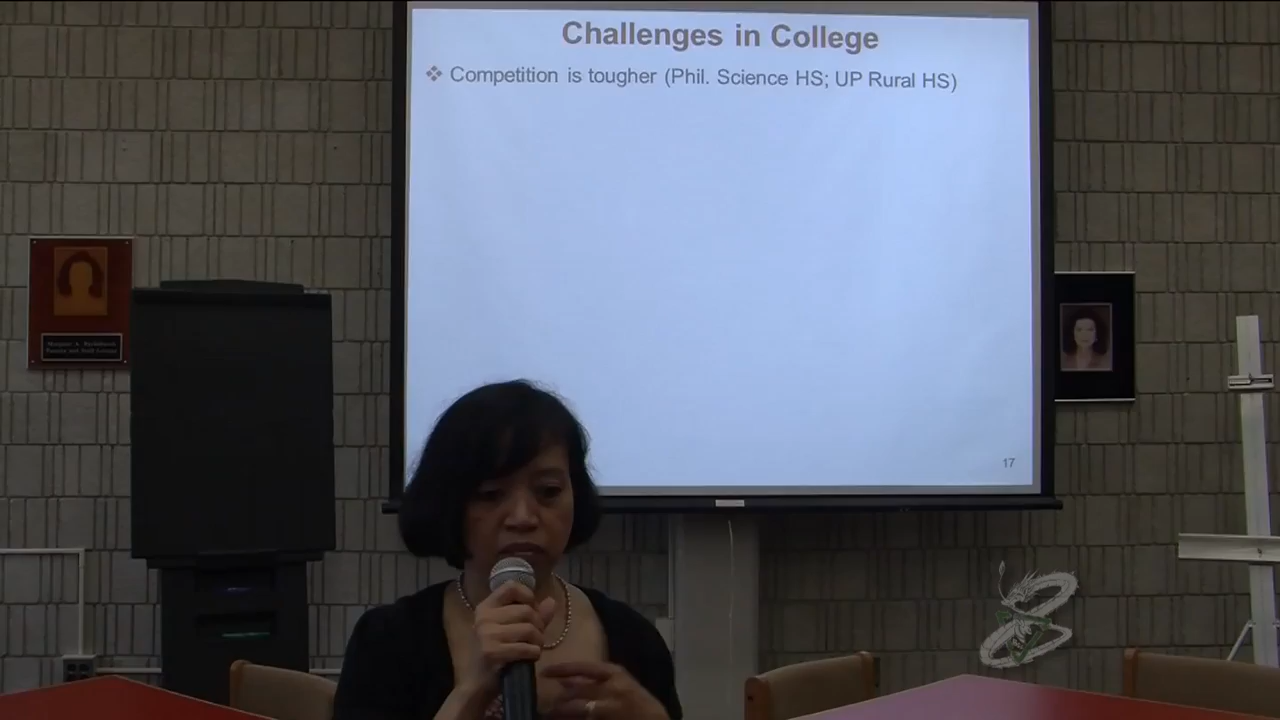 Challenges in College
❖ Competition is tougher (Phil. Science HS; UP Rural HS)
17